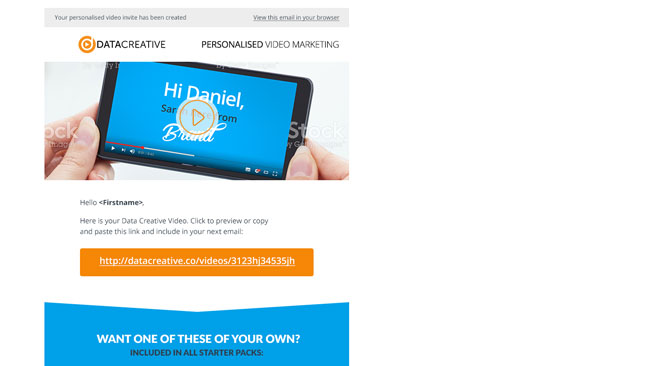 Your personalised video invite has been created
View this email in your browser
DATACREATIVE
PERSONALISED VIDEO MARKETING
Hi Daniel,
from
Brand
Hello <Firstname>,
Here is your Data Creative Video. Click to preview or copy
and paste this link and include in your next email:
http://datacreative.co/videos/3123hj34535jh
WANT ONE OF THESE OF YOUR OWN?
INCLUDED IN ALL STARTER PACKS: